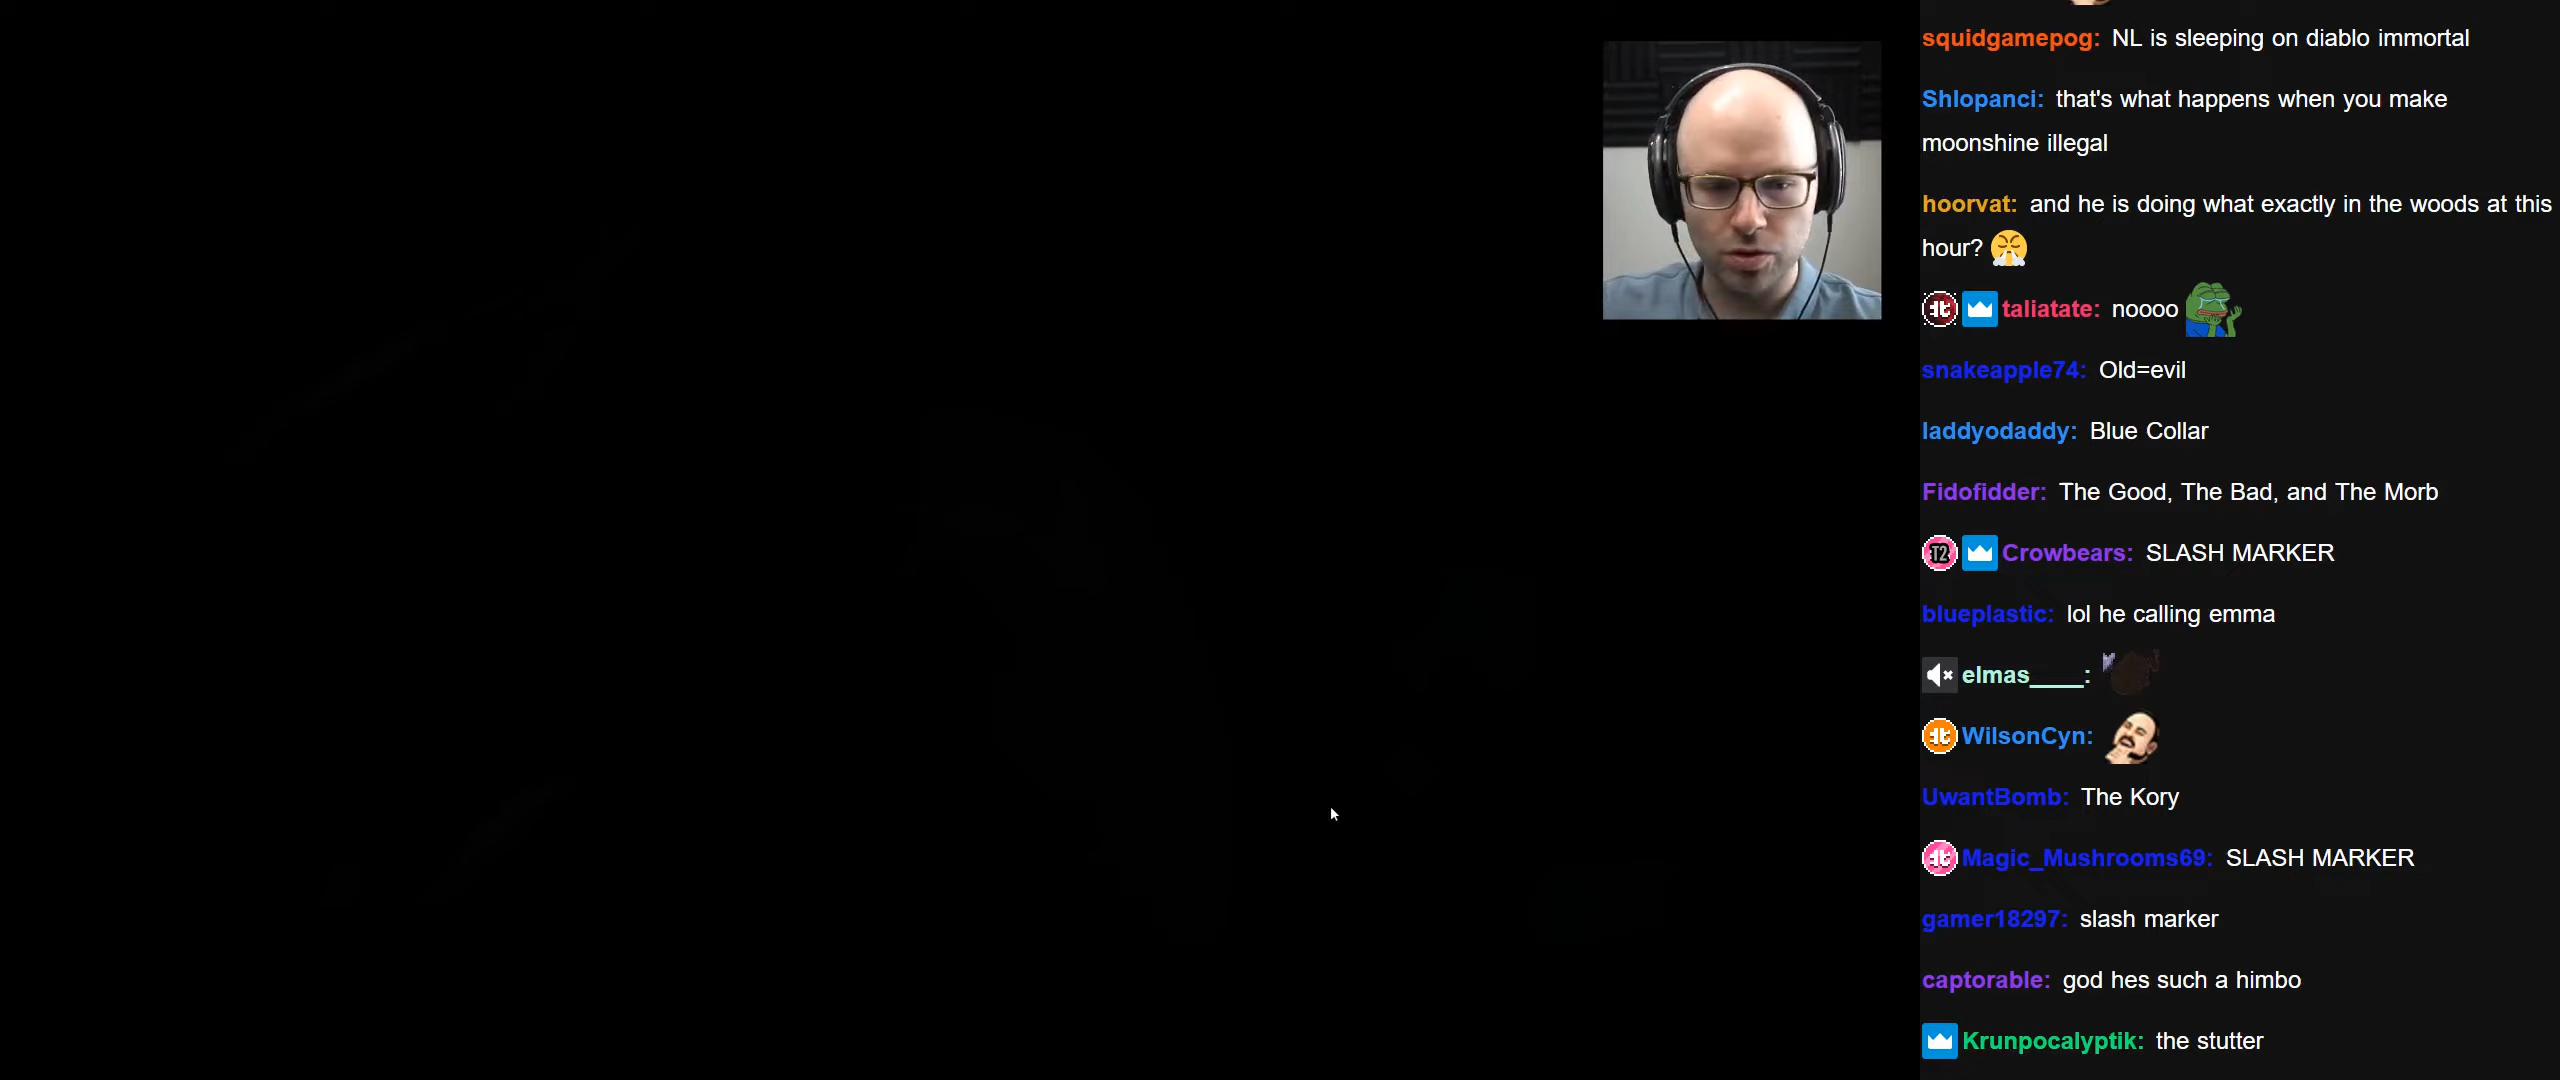 squidgamepog: NL is sleeping on diablo immortal
Shlopanci: that's what happens when you make
moonshine illegal
hoorvat: and he is doing what exactly in the woods at this
hour?
taliatate: noooo
snakeapple74: Old=evil
laddyodaddy: Blue Collar
Fidofidder: The Good, The Bad, and The Morb
T2 Crowbears: SLASH MARKER
blueplastic: lol he calling emma
elmas____:
WilsonCyn:
UwantBomb: The Kory
Magic_Mushrooms69: SLASH MARKER
gamer18297: slash marker
captorable: god hes such a himbo
Krunpocalyptik: the stutter